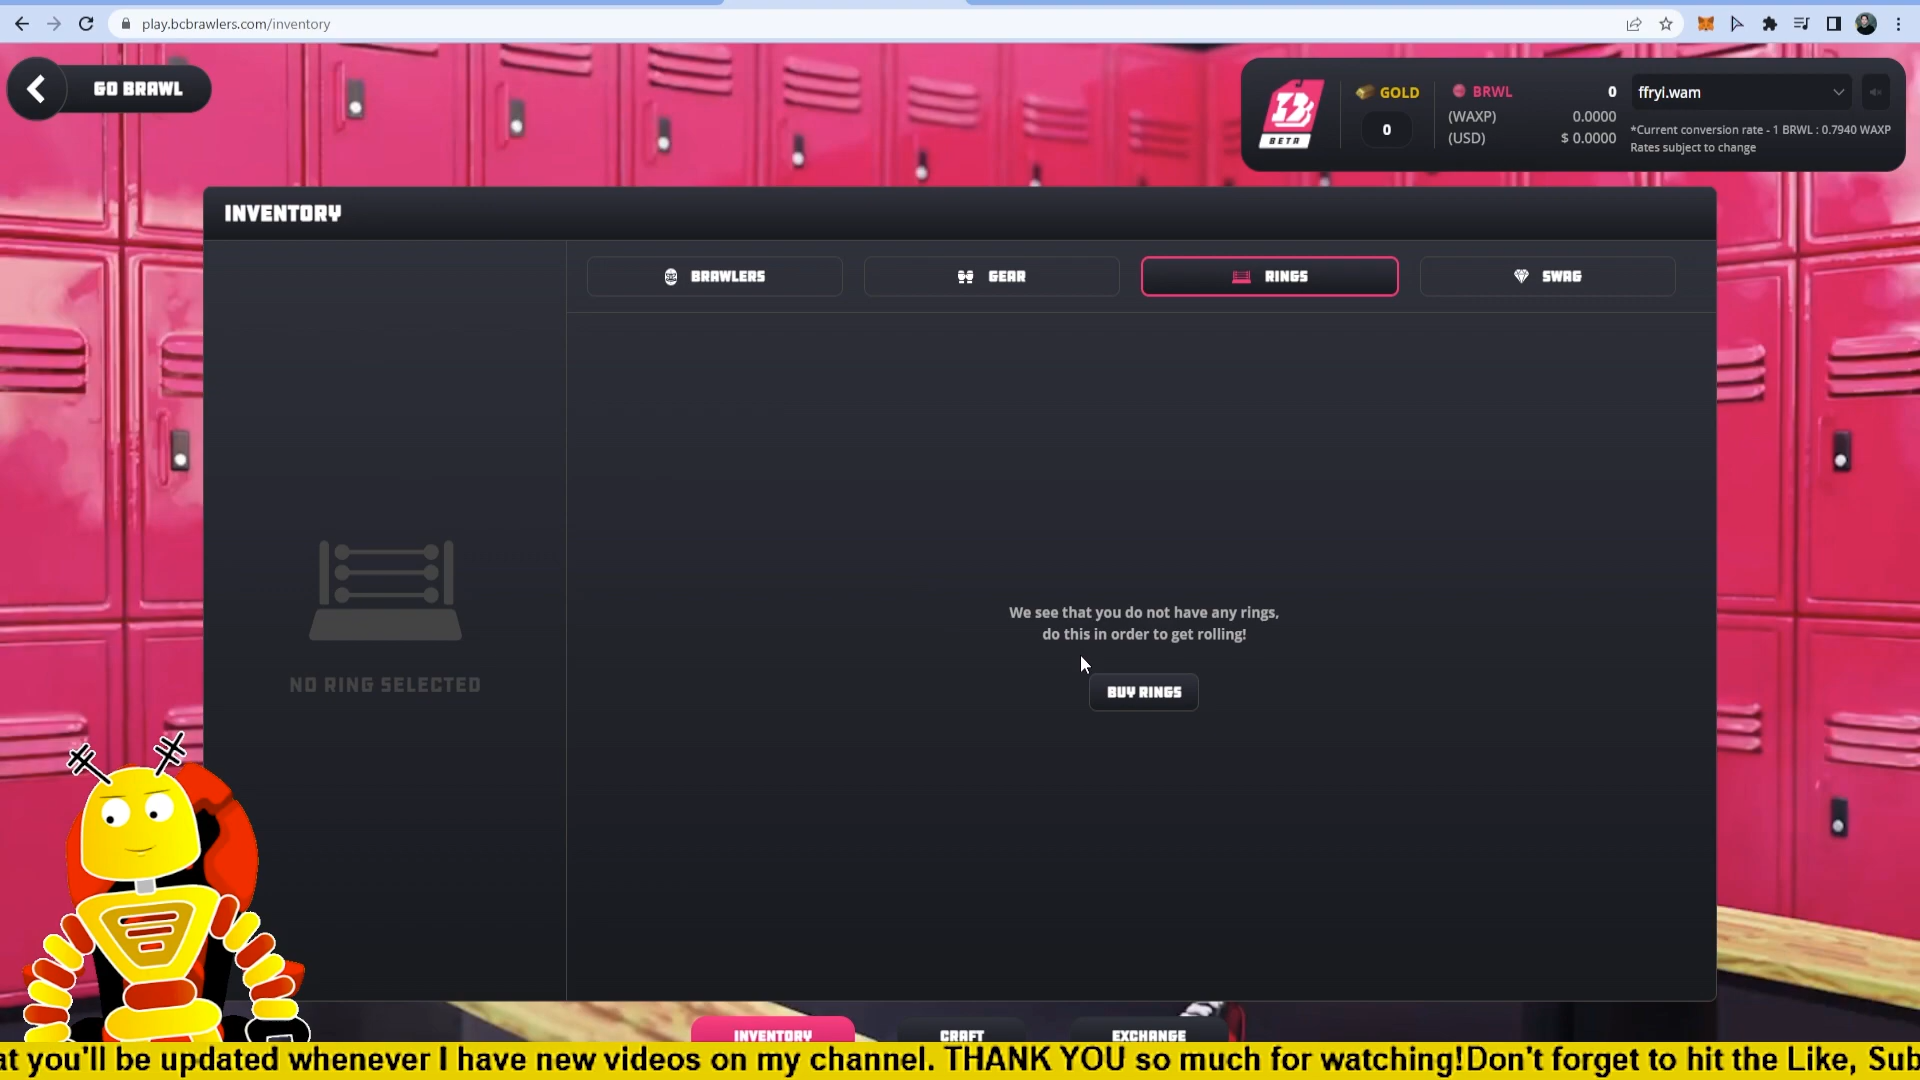 play.bcbrawlers.com/inventory
GO BRAWL
BETA
GOLD
0
BRWL 0
(WAXP) 0.0000
(USD) $ 0.0000
ffryi.wam
*Current conversion rate - 1 BRWL : 0.7940 WAXP
Rates subject to change
INVENTORY
BRAWLERS
GEAR
RINGS
SWAG
We see that you do not have any rings,
do this in order to get rolling!
BUY RINGS
NO RING SELECTED
INVENTORY
CRAFT
EXCHANGE
at you'll be updated whenever I have new videos on my channel. THANK YOU so much for watching!Don't forget to hit the Like, Sub